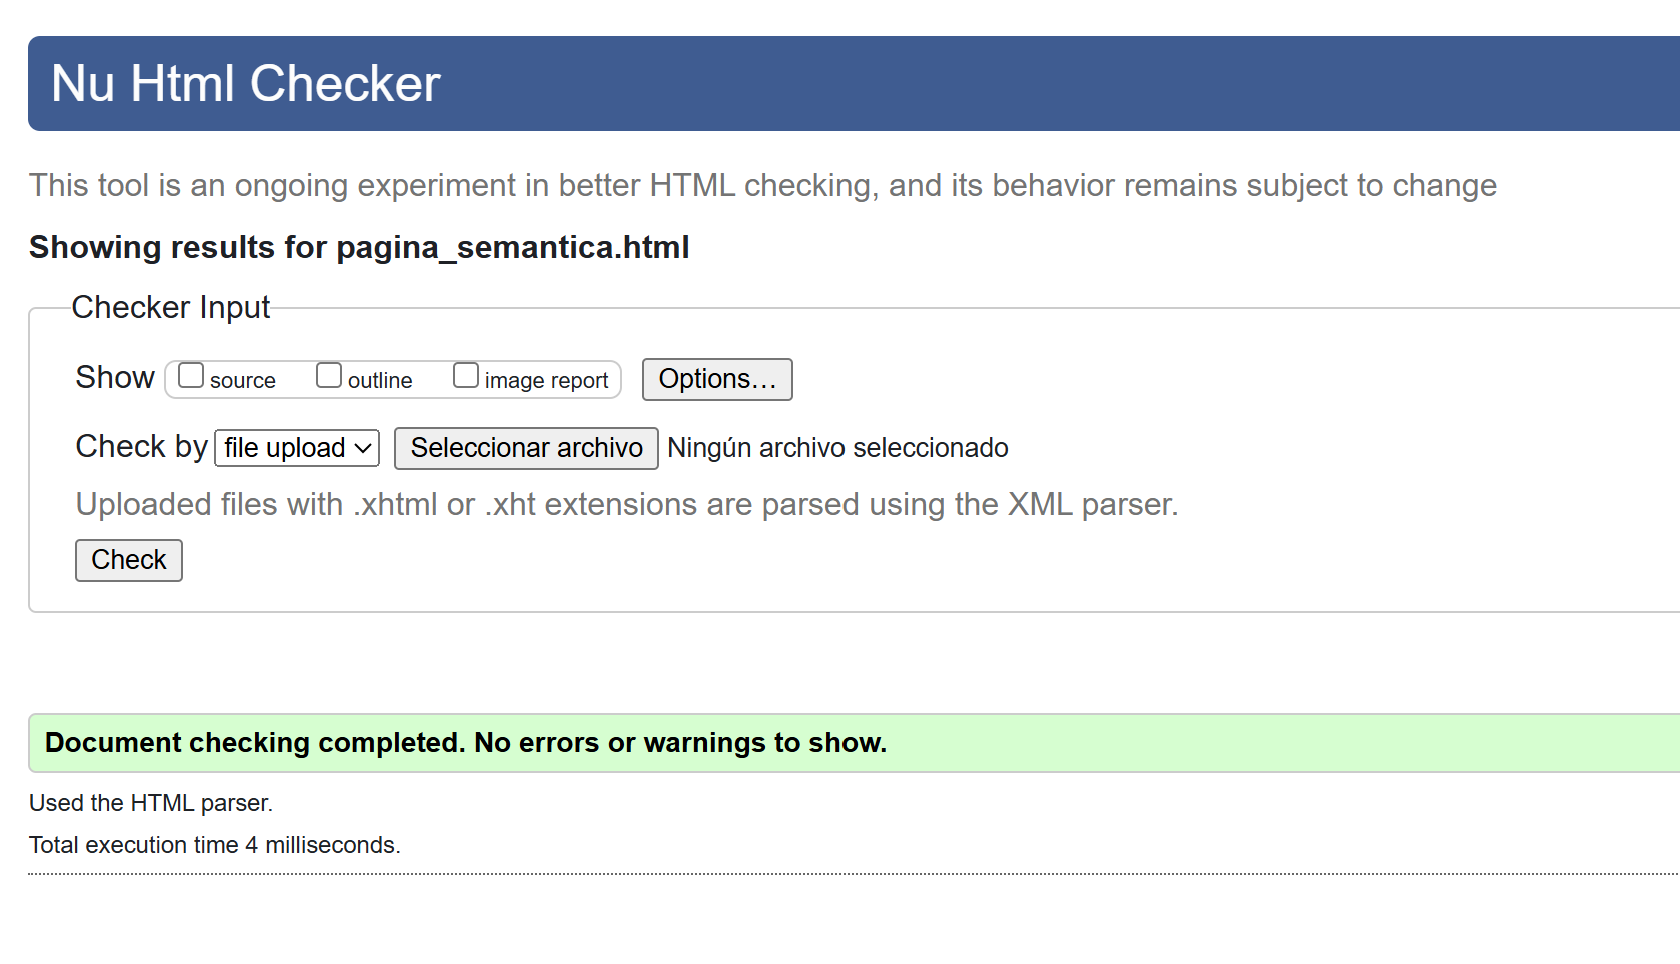 Nu Html Checker
This tool is an ongoing experiment in better HTML checking, and its behavior remains subject to change
Showing results for pagina_semantica.html
Checker Input
Show source outline image report Options...
Check by file upload Seleccionar archivo Ningún archivo seleccionado
Uploaded files with .xhtml or .xht extensions are parsed using the XML parser.
Check
Document checking completed. No errors or warnings to show.
Used the HTML parser.
Total execution time 4 milliseconds.